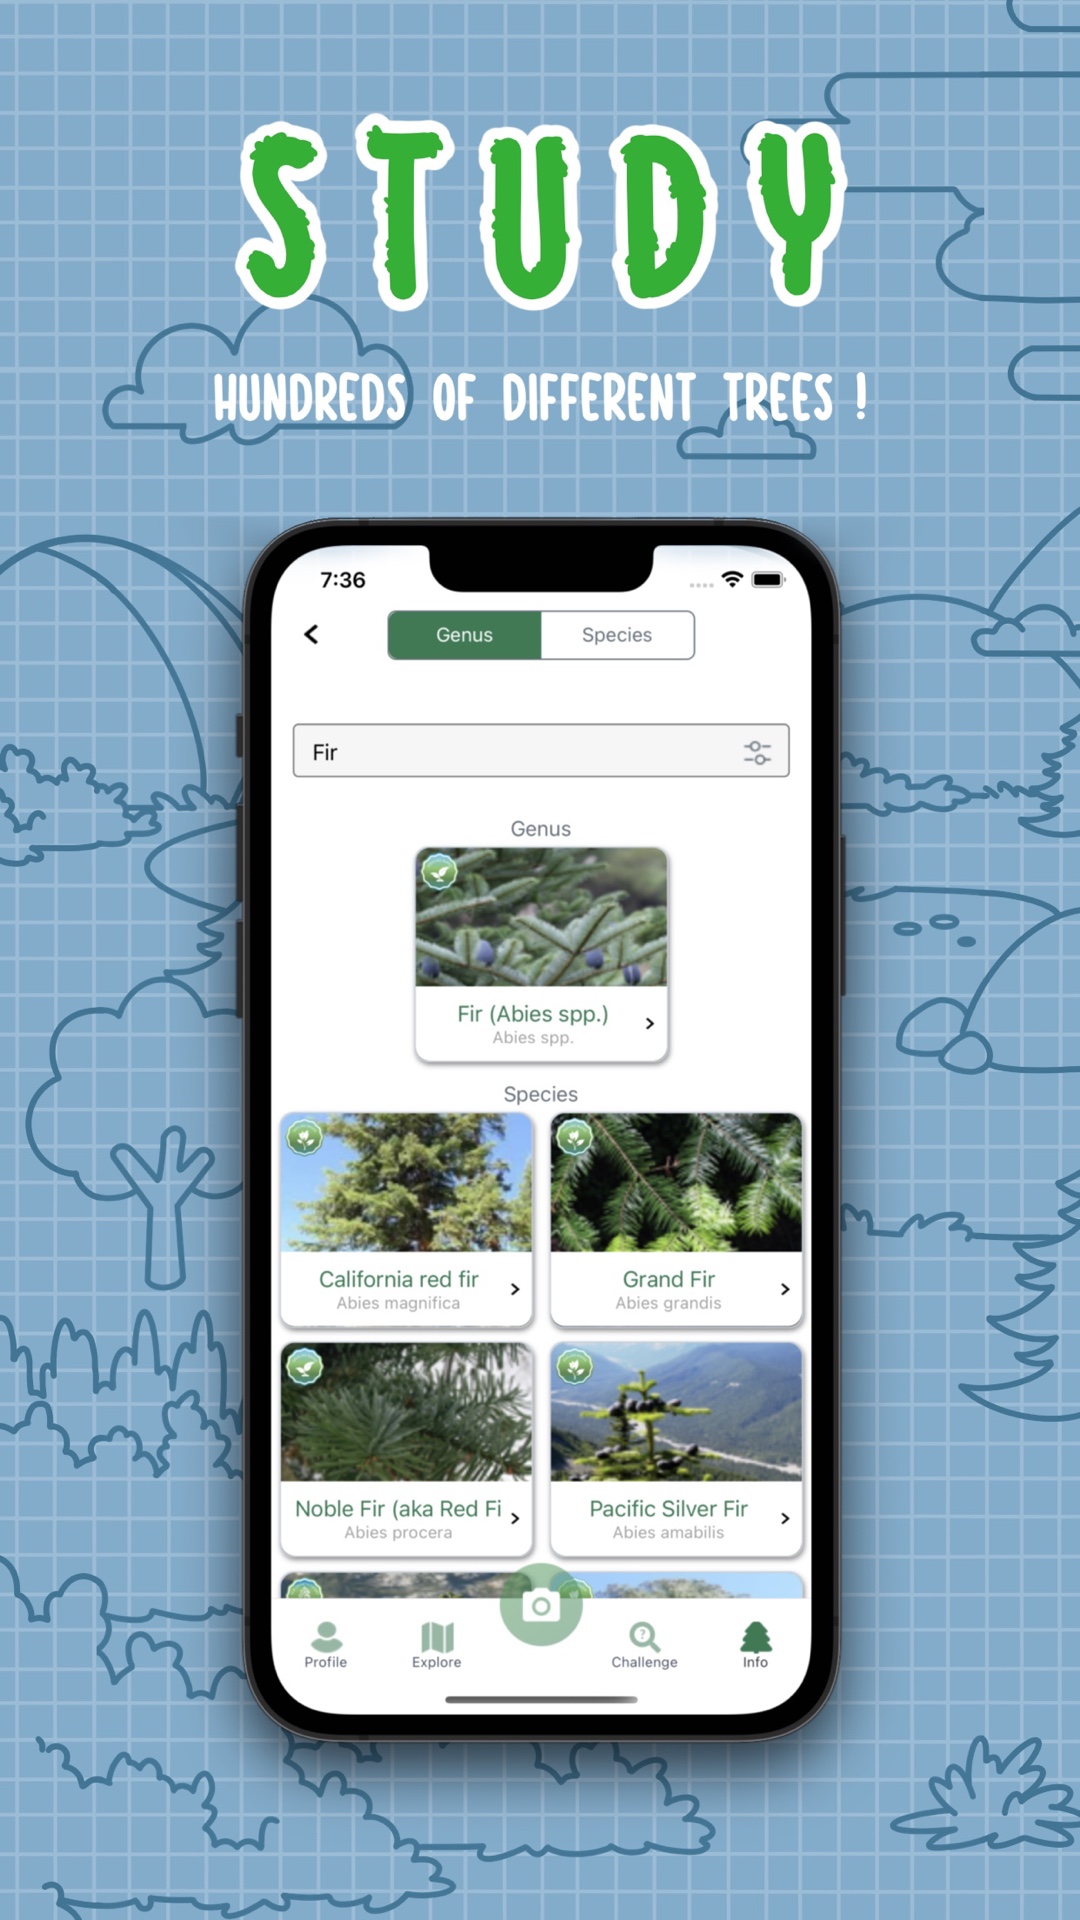 STUDY
HUNDREDS OF DIFFERENT TREES!
7:36
Genus
Species
Fir
Genus
Fir (Abies spp.)
Abies spp.
Species
California red fir
Abies magnifica
Grand Fir
Abies grandis
Noble Fir (aka Red Fi
Abies procera
Pacific Silver Fir
Abies amabilis
Profile
Explore
Challenge
Info